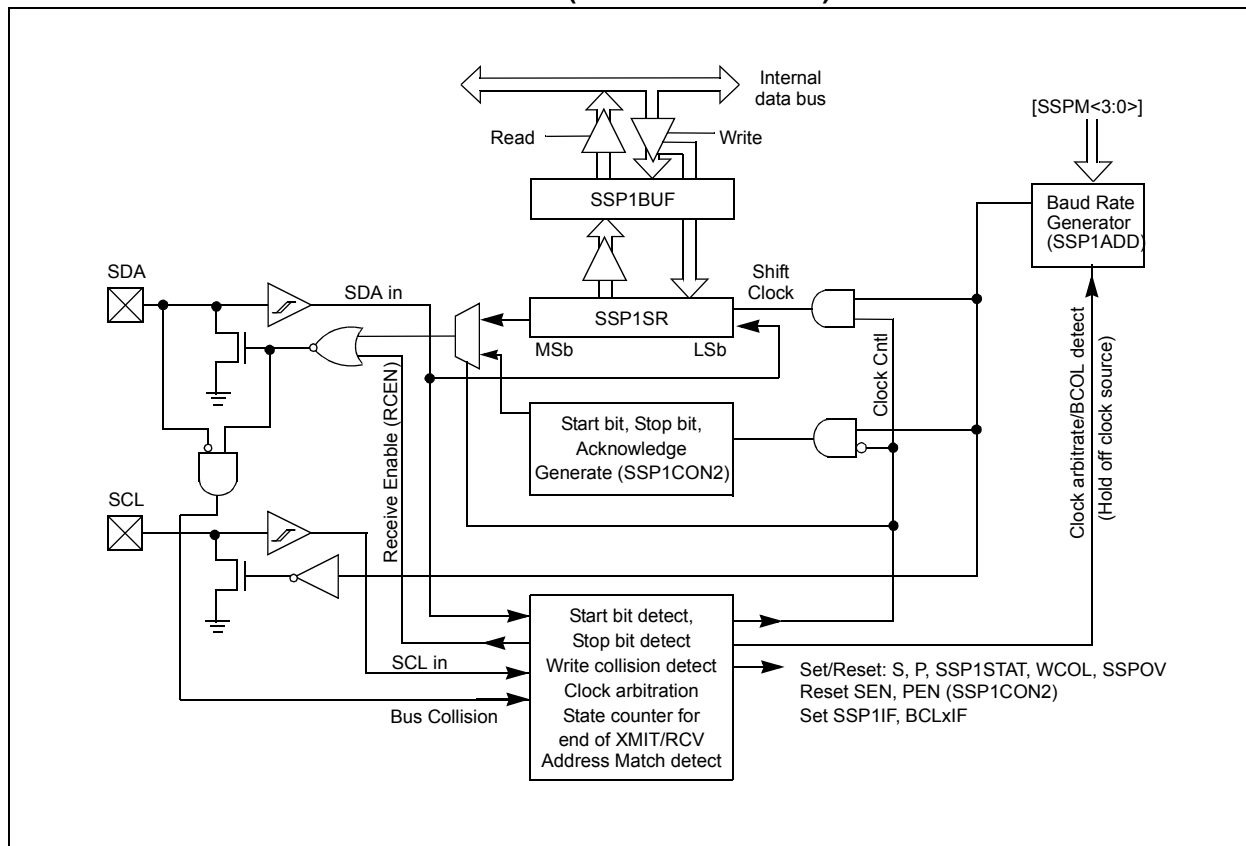 Internal
data bus
[SSPM<3:0>]
Read
Write
SSP1BUF
Baud Rate
Generator
(SSP1ADD)
SDA
SDA in
Shift
Clock
SSP1SR
MSb
LSb
Clock Cntl
Receive Enable (RCEN)
Start bit, Stop bit,
Acknowledge
Generate (SSP1CON2)
Clock arbitrate/BCOL detect
(Hold off clock source)
SCL
SCL in
Bus Collision
Start bit detect,
Stop bit detect
Write collision detect
Clock arbitration
State counter for
end of XMIT/RCV
Address Match detect
Set/Reset: S, P, SSP1STAT, WCOL, SSPOV
Reset SEN, PEN (SSP1CON2)
Set SSP1IF, BCLxIF